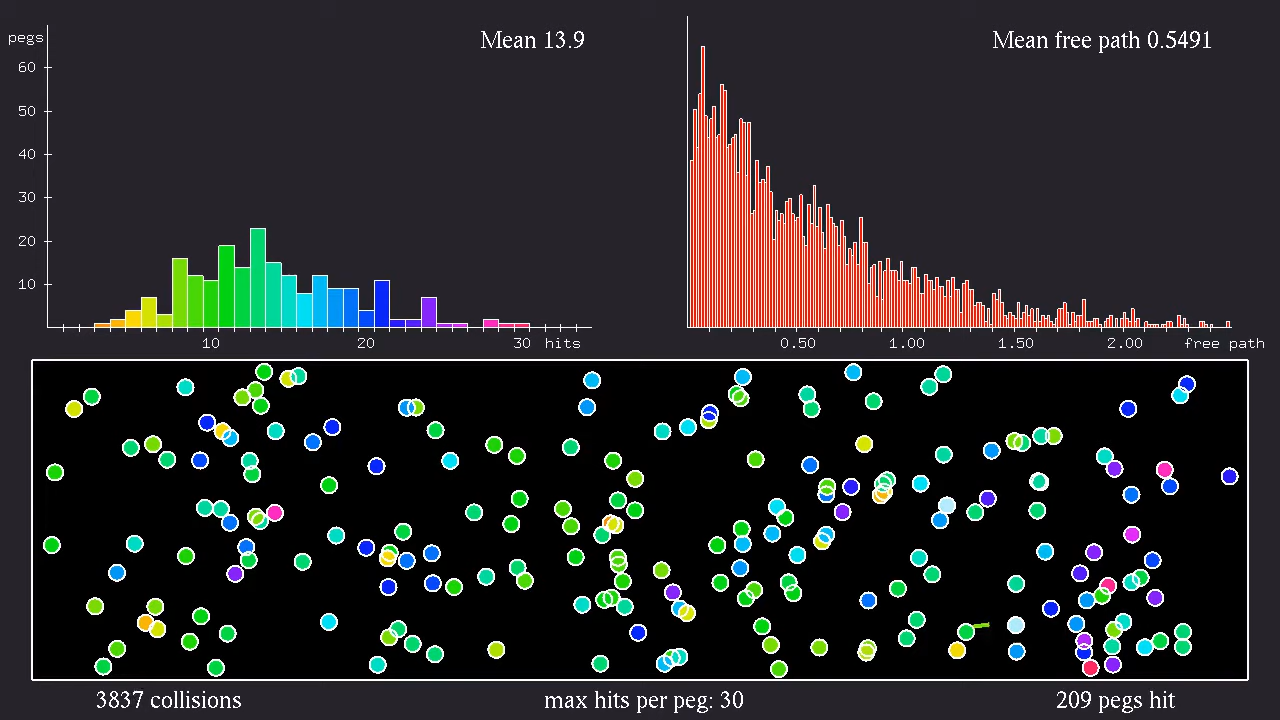 pegs
Mean 13.9
60
50
40
30
20
10
10 20 30 hits
Mean free path 0.5491
0.50 1.00 1.50 2.00 free path
3837 collisions
max hits per peg: 30
209 pegs hit